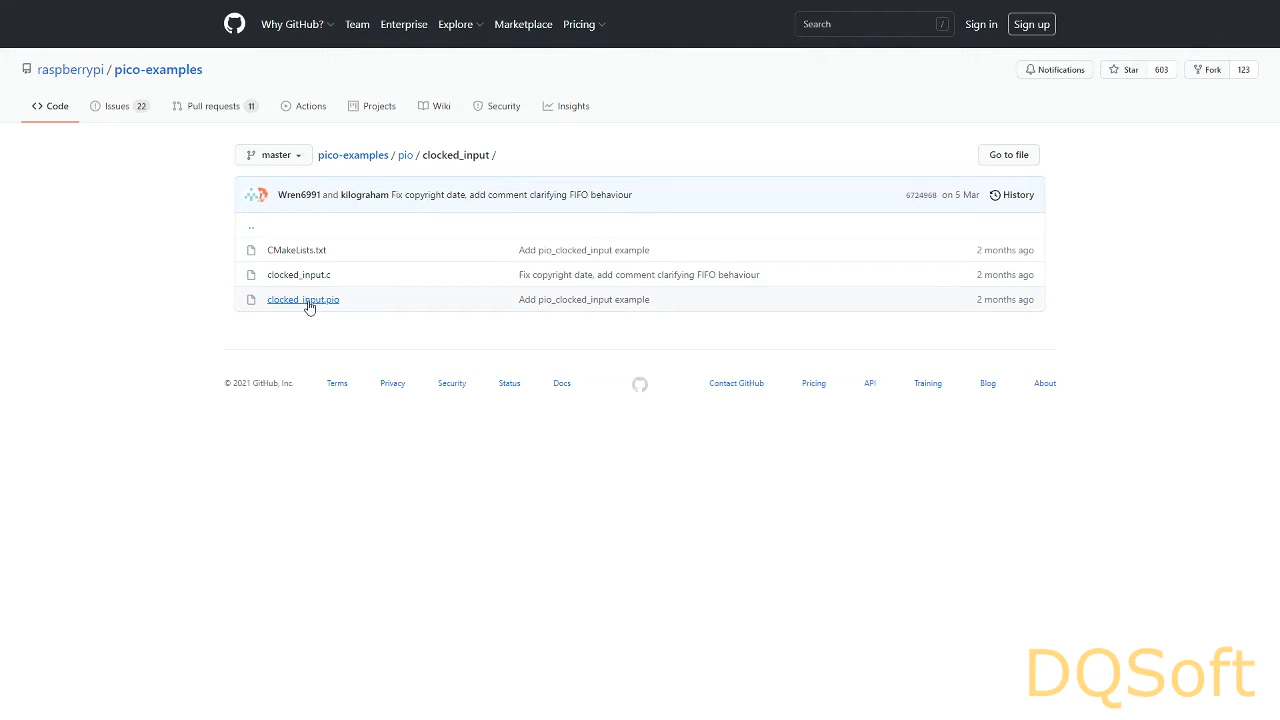 Why GitHub? Team Enterprise Explore Marketplace Pricing Search / Sign in Sign up
raspberrypi / pico-examples Notifications Star 603 Fork 123
Code Issues 22 Pull requests 11 Actions Projects Wiki Security Insights
master pico-examples / pio / clocked_input / Go to file
Wren6991 and kilograham Fix copyright date, add comment clarifying FIFO behaviour 6724968 on 5 Mar History
..
CMakeLists.txt Add pio_clocked_input example 2 months ago
clocked_input.c Fix copyright date, add comment clarifying FIFO behaviour 2 months ago
clocked_input.pio Add pio_clocked_input example 2 months ago
© 2021 GitHub, Inc. Terms Privacy Security Status Docs Contact GitHub Pricing API Training Blog About
DQSoft